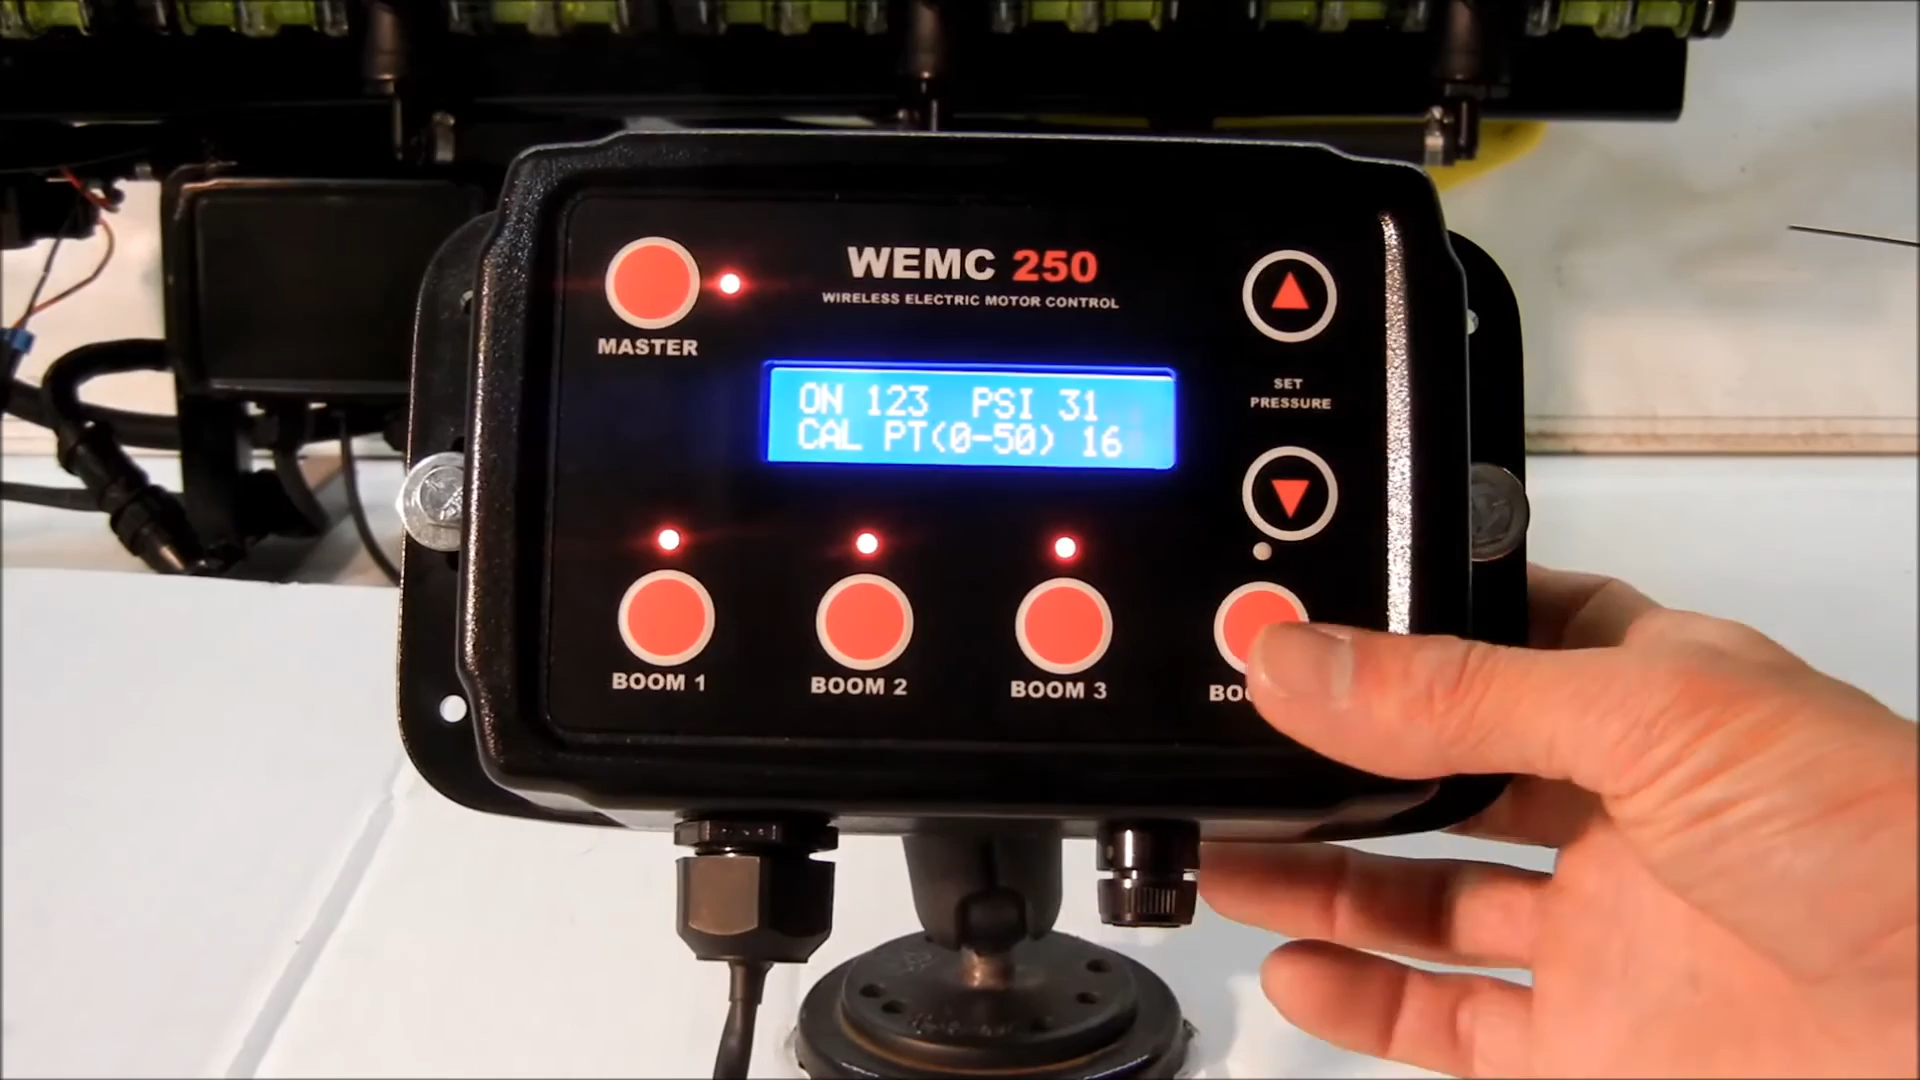 WEMC 250
WIRELESS ELECTRIC MOTOR CONTROL
MASTER
ON 123 PSI 31
CAL PT(0-50) 16
SET
PRESSURE
BOOM 1
BOOM 2
BOOM 3